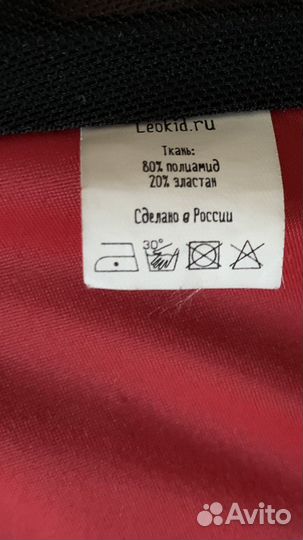 Leokid.ru
Ткань:
80% полиамид
20% эластан
Сделано в России
30°
Avito